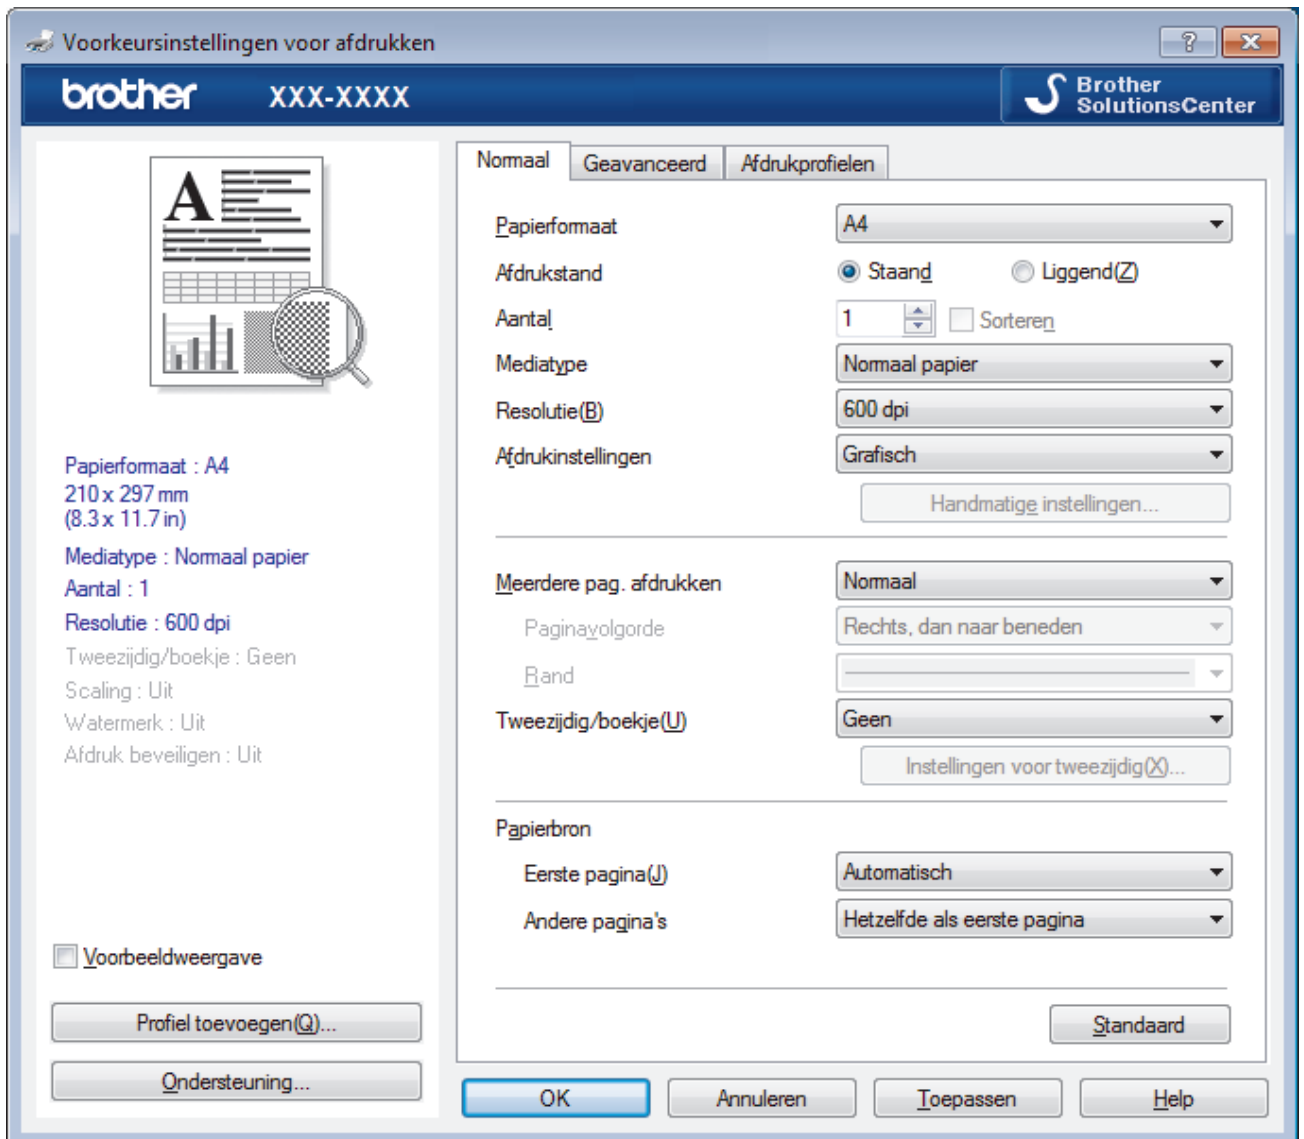 Voorkeursinstellingen voor afdrukken
brother XXX-XXXX
Brother
SolutionsCenter
A
Papierformaat : A4
210 x 297 mm
(8.3 x 11.7 in)
Mediatype : Normaal papier
Aantal : 1
Resolutie : 600 dpi
Tweezijdig/boekje : Geen
Scaling : Uit
Watermerk : Uit
Afdruk beveiligen : Uit
Voorbeeldweergave
Profiel toevoegen(Q)...
Ondersteuning...
Normaal Geavanceerd Afdrukprofielen
Papierformaat A4
Afdrukstand Staand Liggend(Z)
Aantal 1 Sorteren
Mediatype Normaal papier
Resolutie(B) 600 dpi
Afdrukinstellingen Grafisch
Handmatige instellingen...
Meerdere pag. afdrukken Normaal
Paginavolgorde Rechts, dan naar beneden
Rand
Tweezijdig/boekje(U) Geen
Instellingen voor tweezijdig(X)...
Papierbron
Eerste pagina(J) Automatisch
Andere pagina's Hetzelfde als eerste pagina
Standaard
OK Annuleren Toepassen Help